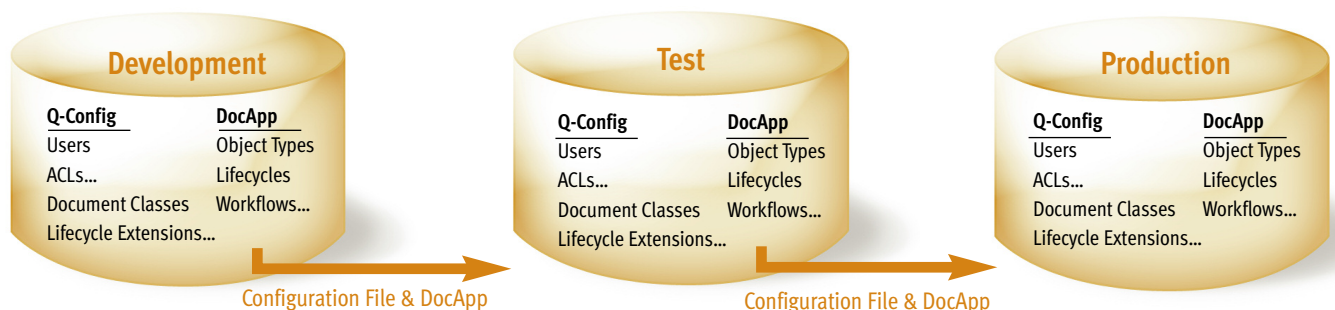 Development
Q-Config
Users
ACLs...
Document Classes
Lifecycle Extensions...
DocApp
Object Types
Lifecycles
Workflows...
Configuration File & DocApp
Test
Q-Config
Users
ACLs...
Document Classes
Lifecycle Extensions...
DocApp
Object Types
Lifecycles
Workflows...
Configuration File & DocApp
Production
Q-Config
Users
ACLs...
Document Classes
Lifecycle Extensions...
DocApp
Object Types
Lifecycles
Workflows...